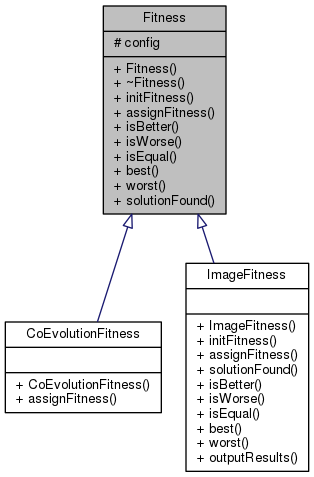 Fitness
# config
+ Fitness()
+ ~Fitness()
+ initFitness()
+ assignFitness()
+ isBetter()
+ isWorse()
+ isEqual()
+ best()
+ worst()
+ solutionFound()
CoEvolutionFitness
+ CoEvolutionFitness()
+ assignFitness()
ImageFitness
+ ImageFitness()
+ initFitness()
+ assignFitness()
+ solutionFound()
+ isBetter()
+ isWorse()
+ isEqual()
+ best()
+ worst()
+ outputResults()